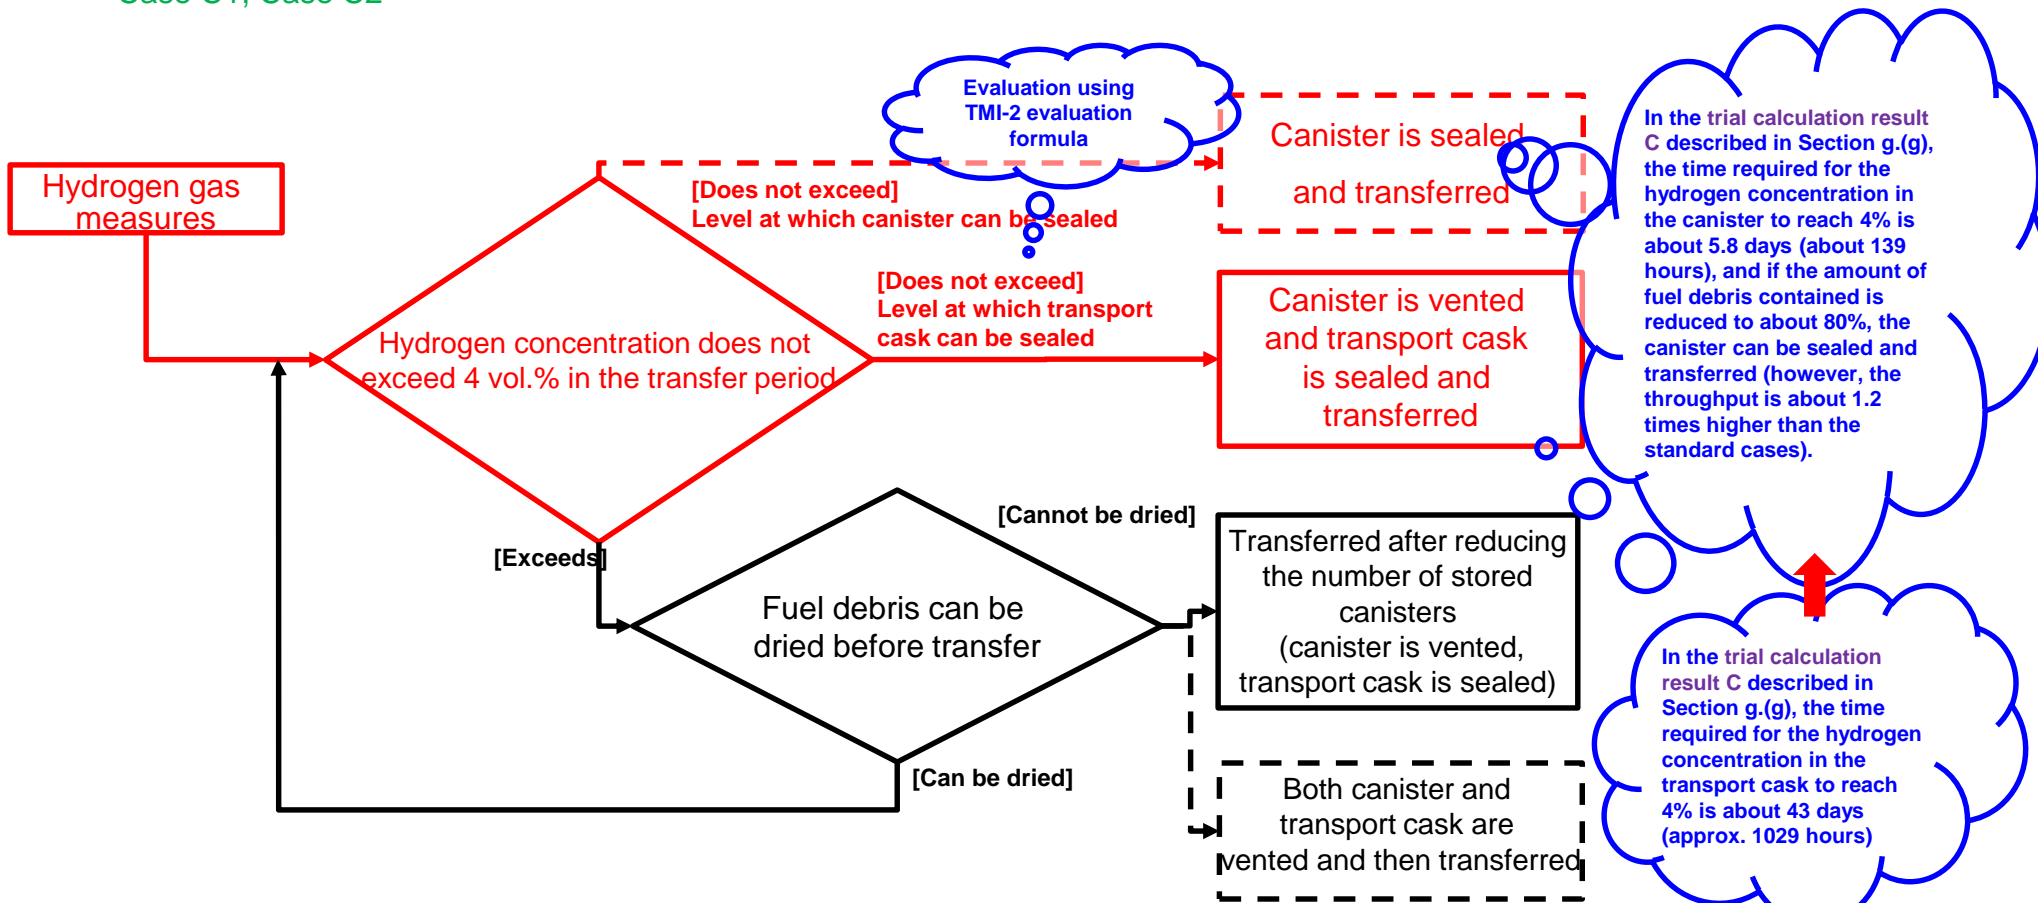 Case C1, Case C2
Evaluation using
TMI-2 evaluation
formula
Hydrogen gas
measures
[Does not exceed]
Level at which canister can be sealed
Canister is sealed
and transferred
[Does not exceed]
Level at which transport
cask can be sealed
Hydrogen concentration does not
exceed 4 vol.% in the transfer period
Canister is vented
and transport cask
is sealed and
transferred
In the trial calculation result
C described in Section g.(g),
the time required for the
hydrogen concentration in
the canister to reach 4% is
about 5.8 days (about 139
hours), and if the amount of
fuel debris contained is
reduced to about 80%, the
canister can be sealed and
transferred (however, the
throughput is about 1.2
times higher than the
standard cases).
[Exceeds]
[Cannot be dried]
Fuel debris can be
dried before transfer
Transferred after reducing
the number of stored
canisters
(canister is vented,
transport cask is sealed)
[Can be dried]
Both canister and
transport cask are
vented and then transferred
In the trial calculation
result C described in
Section g.(g), the time
required for the hydrogen
concentration in the
transport cask to reach
4% is about 43 days
(approx. 1029 hours)